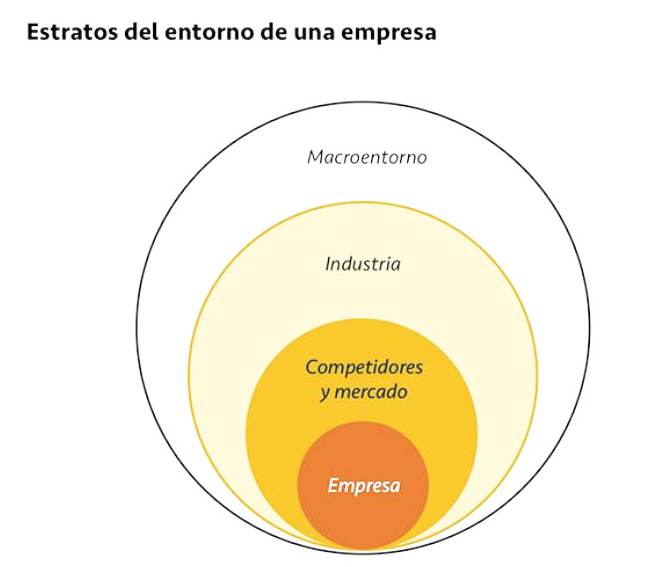 Estratos del entorno de una empresa
Macroentorno
Industria
Competidores
y mercado
Empresa